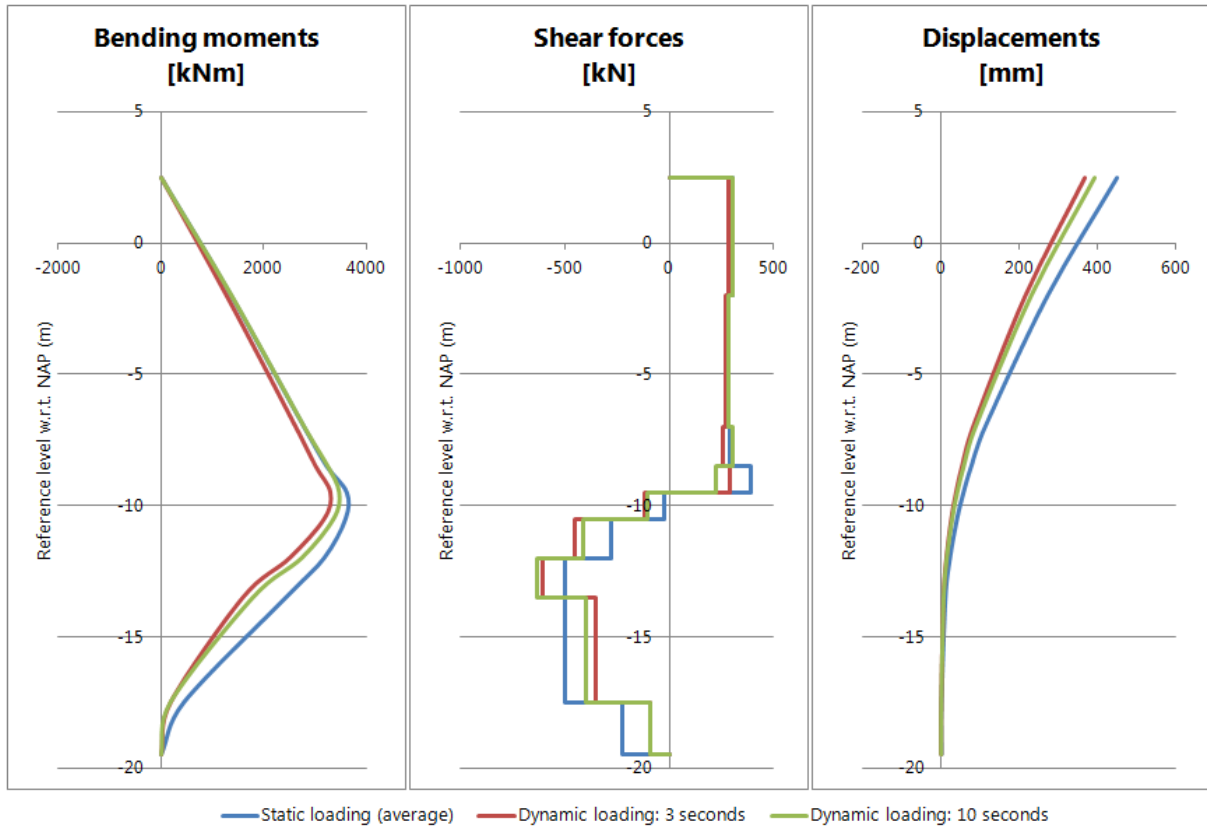 Bending moments
[kNm]
5
0
-2000
0
2000
4000
-5
-10
-15
-20
Reference level w.r.t. NAP (m)
Shear forces
[kN]
5
0
-1000
-500
0
500
-5
-10
-15
-20
Reference level w.r.t. NAP (m)
Displacements
[mm]
5
0
-200
0
200
400
600
-5
-10
-15
-20
Reference level w.r.t. NAP (m)
Static loading (average)
Dynamic loading: 3 seconds
Dynamic loading: 10 seconds